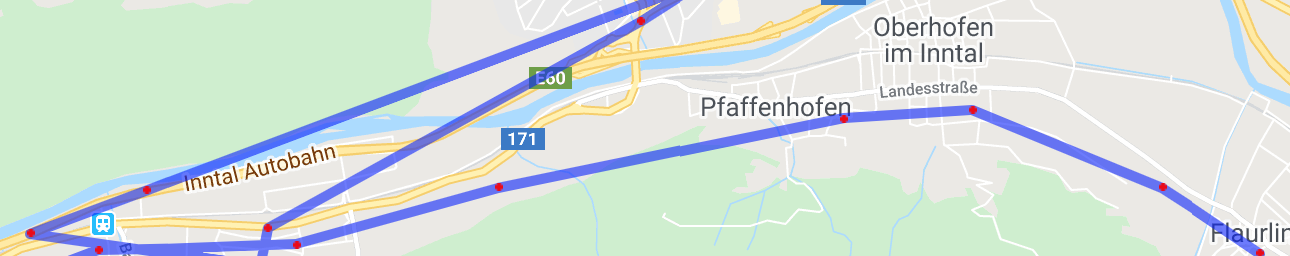 Oberhofen
im Inntal
E60
Landesstraße
Pfaffenhofen
171
Inntal Autobahn
Flaurlin